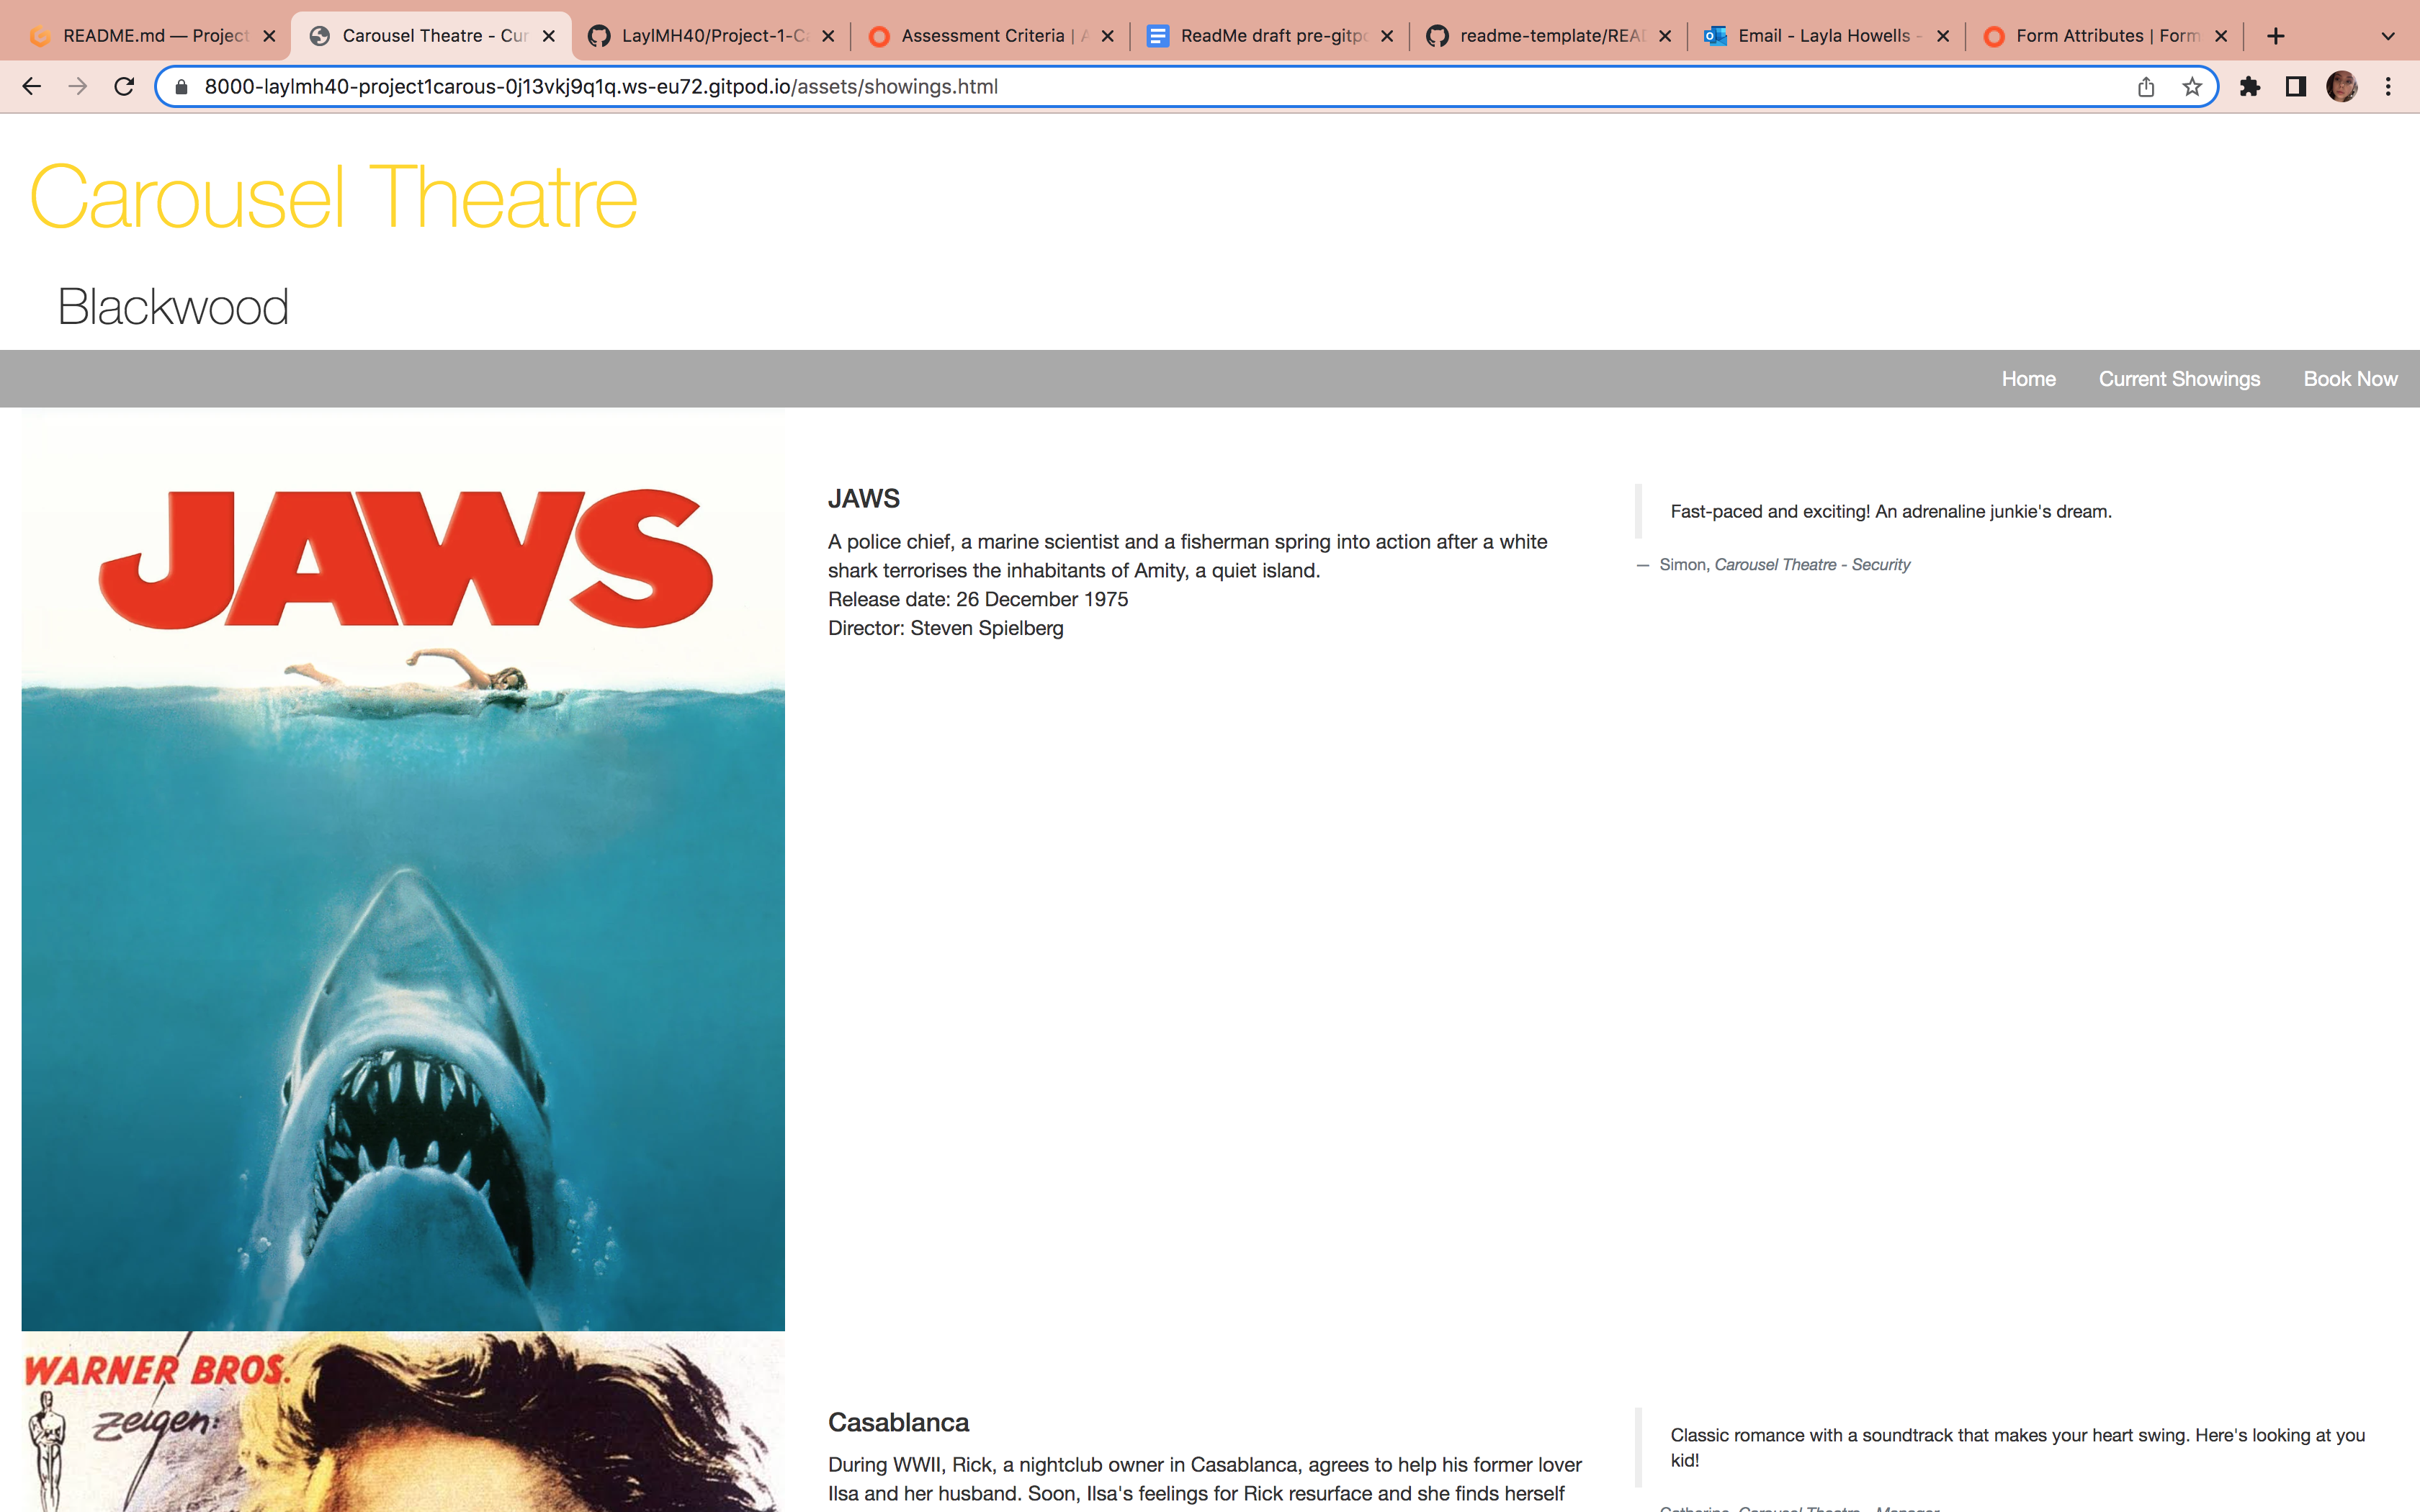 README.md — Project
Carousel Theatre - Cur
LaylMH40/Project-1-Ca
Assessment Criteria | A
ReadMe draft pre-gitpo
readme-template/REA
Email - Layla Howells -
Form Attributes | Form
8000-laylmh40-project1carous-0j13vkj9q1q.ws-eu72.gitpod.io/assets/showings.html
Carousel Theatre
Blackwood
Home Current Showings Book Now
JAWS
JAWS
A police chief, a marine scientist and a fisherman spring into action after a white
shark terrorises the inhabitants of Amity, a quiet island.
Release date: 26 December 1975
Director: Steven Spielberg
Fast-paced and exciting! An adrenaline junkie's dream.
— Simon, Carousel Theatre - Security
WARNER BROS.
zeigen:
Casablanca
During WWII, Rick, a nightclub owner in Casablanca, agrees to help his former lover
Ilsa and her husband. Soon, Ilsa's feelings for Rick resurface and she finds herself
Classic romance with a soundtrack that makes your heart swing. Here's looking at you
kid!
Catherine, Carousel Theatre - Manager